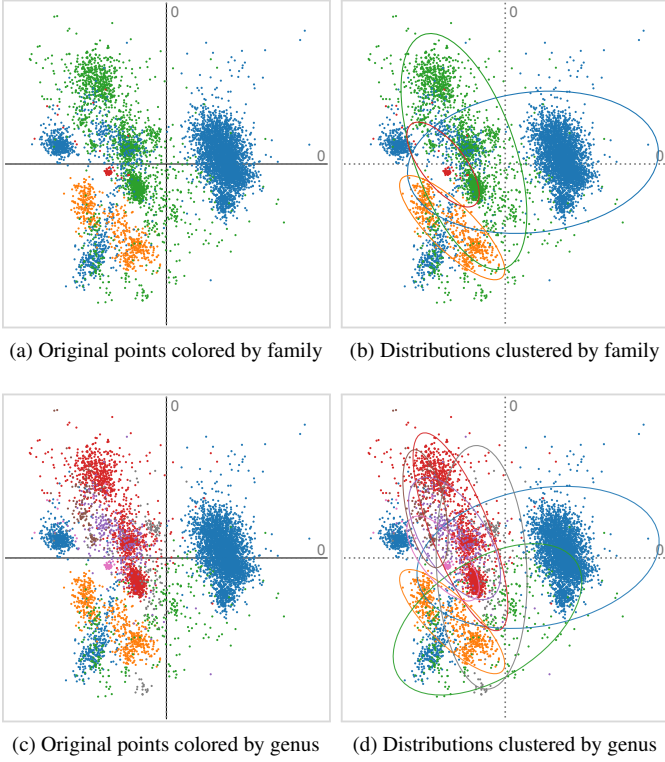 0
0
0
0
(a) Original points colored by family
(b) Distributions clustered by family
0
0
0
0
(c) Original points colored by genus
(d) Distributions clustered by genus